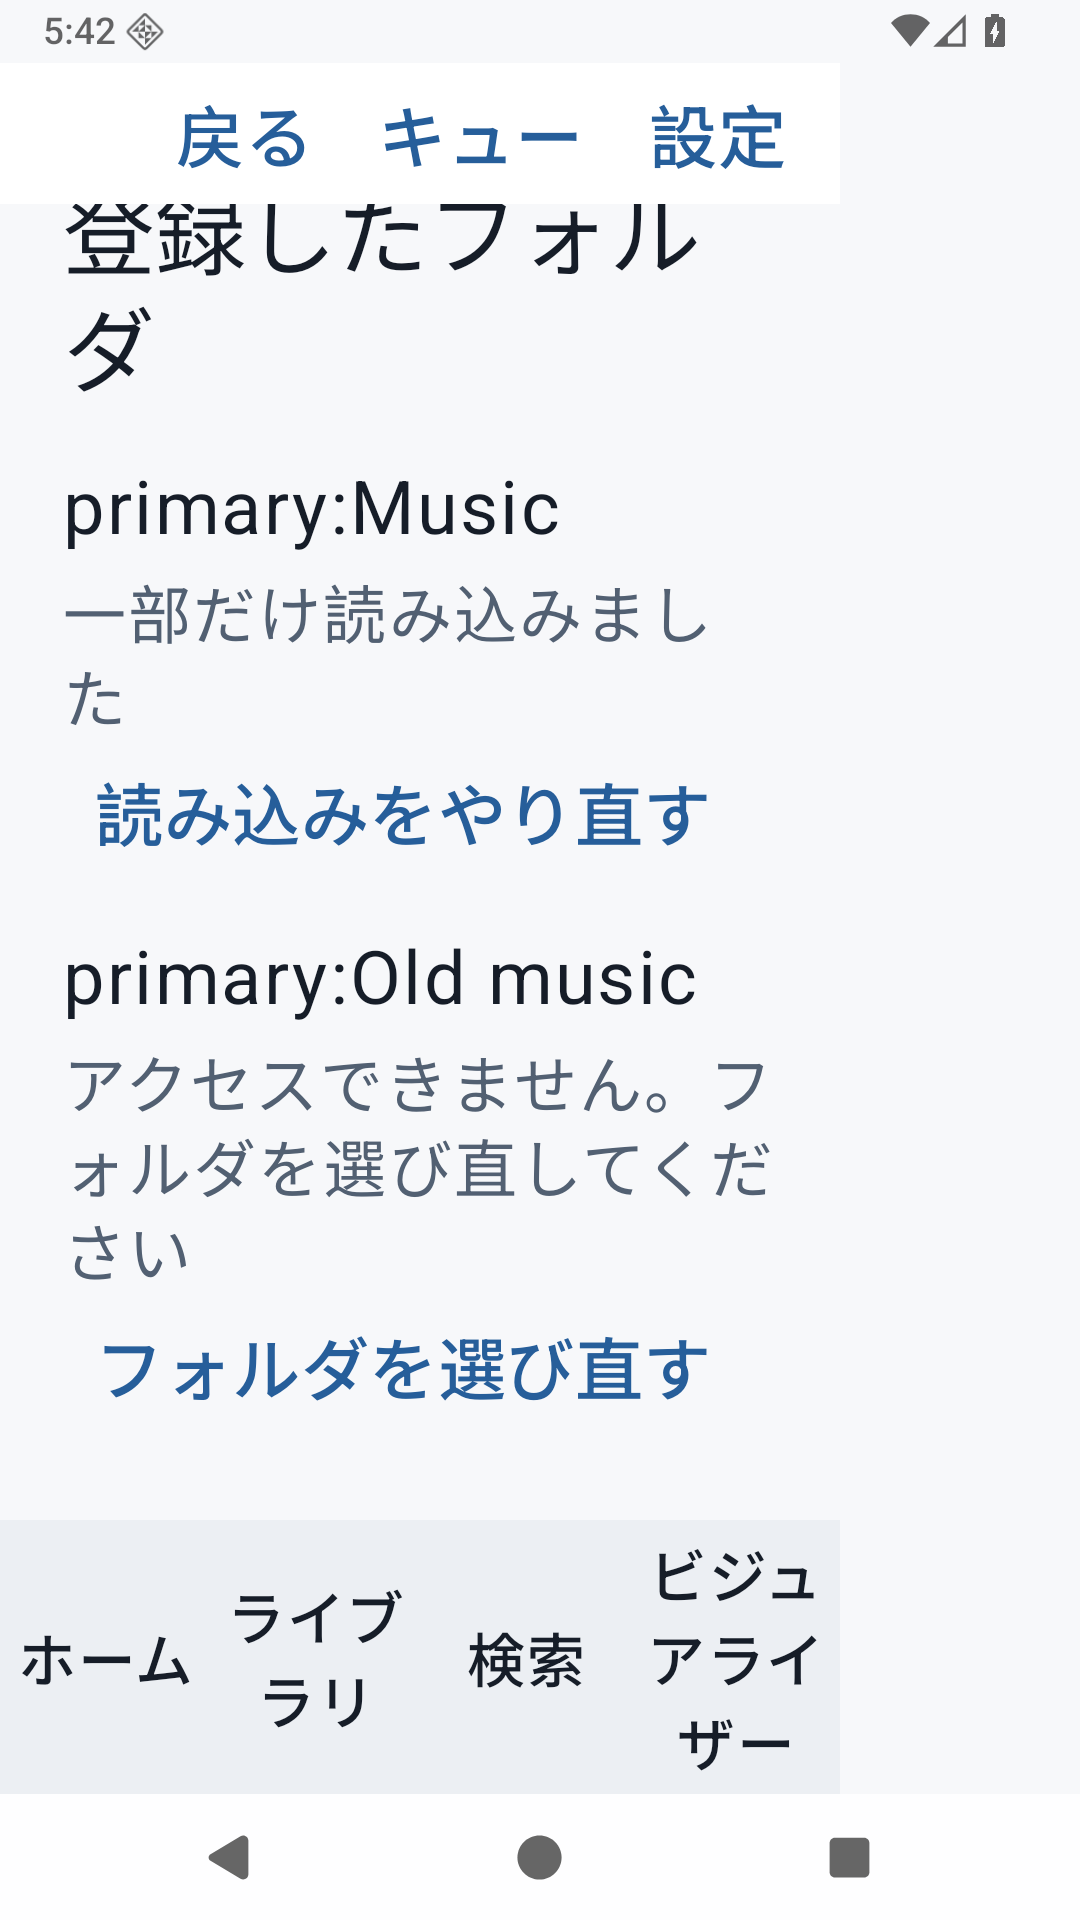 5:42
戻る キュー 設定
登録したフォル
ダ
primary:Music
一部だけ読み込みまし
た
読み込みをやり直す
primary:Old music
アクセスできません。フ
ォルダを選び直してくだ
さい
フォルダを選び直す
ホーム
ライブ
ラリ
検索
ビジュ
アライ
ザー